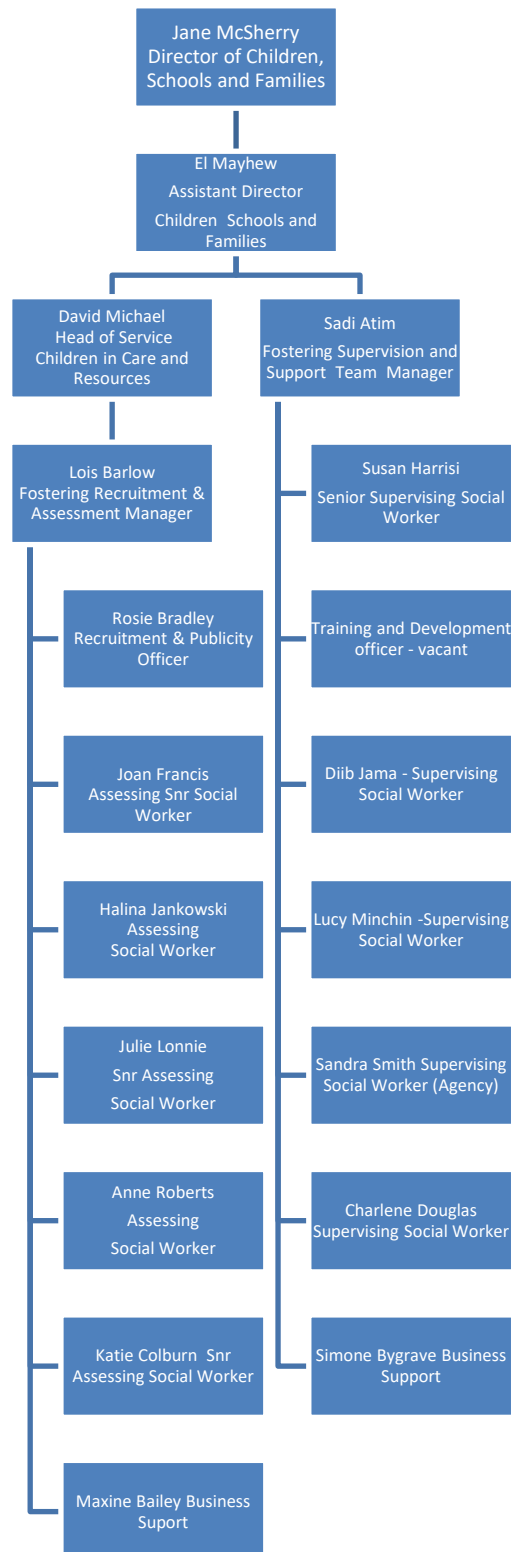 Jane McSherry
Director of Children,
Schools and Families
El Mayhew
Assistant Director
Children Schools and
Families
David Michael
Head of Service
Children in Care and
Resources
Sadi Atim
Fostering Supervision and
Support Team Manager
Lois Barlow
Fostering Recruitment &
Assessment Manager
Rosie Bradley
Recruitment & Publicity
Officer
Joan Francis
Assessing Snr Social
Worker
Halina Jankowski
Assessing
Social Worker
Julie Lonnie
Snr Assessing
Social Worker
Anne Roberts
Assessing
Social Worker
Katie Colburn Snr
Assessing Social Worker
Maxine Bailey Business
Suport
Susan Harrisi
Senior Supervising Social
Worker
Training and Development
officer - vacant
Diib Jama - Supervising
Social Worker
Lucy Minchin -Supervising
Social Worker
Sandra Smith Supervising
Social Worker (Agency)
Charlene Douglas
Supervising Social Worker
Simone Bygrave Business
Support